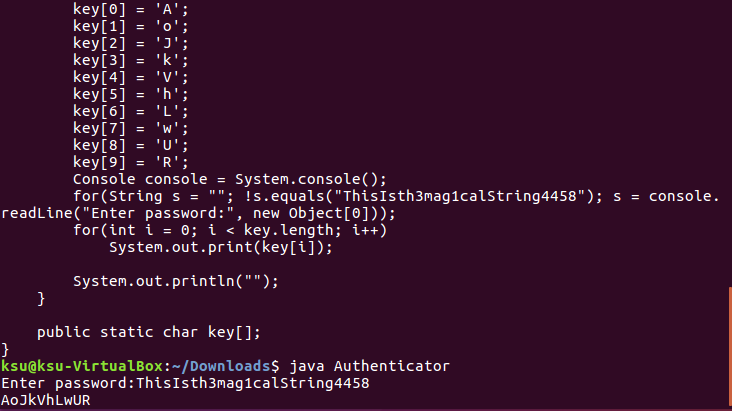 key[0] = 'A';
key[1] = 'o';
key[2] = 'J';
key[3] = 'k';
key[4] = 'V';
key[5] = 'h';
key[6] = 'L';
key[7] = 'w';
key[8] = 'U';
key[9] = 'R';
Console console = System.console();
for(String s = ""; !s.equals("ThisIsth3mag1calString4458"); s = console.
readLine("Enter password:", new Object[0]));
for(int i = 0; i < key.length; i++)
System.out.print(key[i]);
System.out.println("");
}
public static char key[];
}
ksu@ksu-VirtualBox:~/Downloads$ java Authenticator
Enter password:ThisIsth3mag1calString4458
AoJkVhLwUR